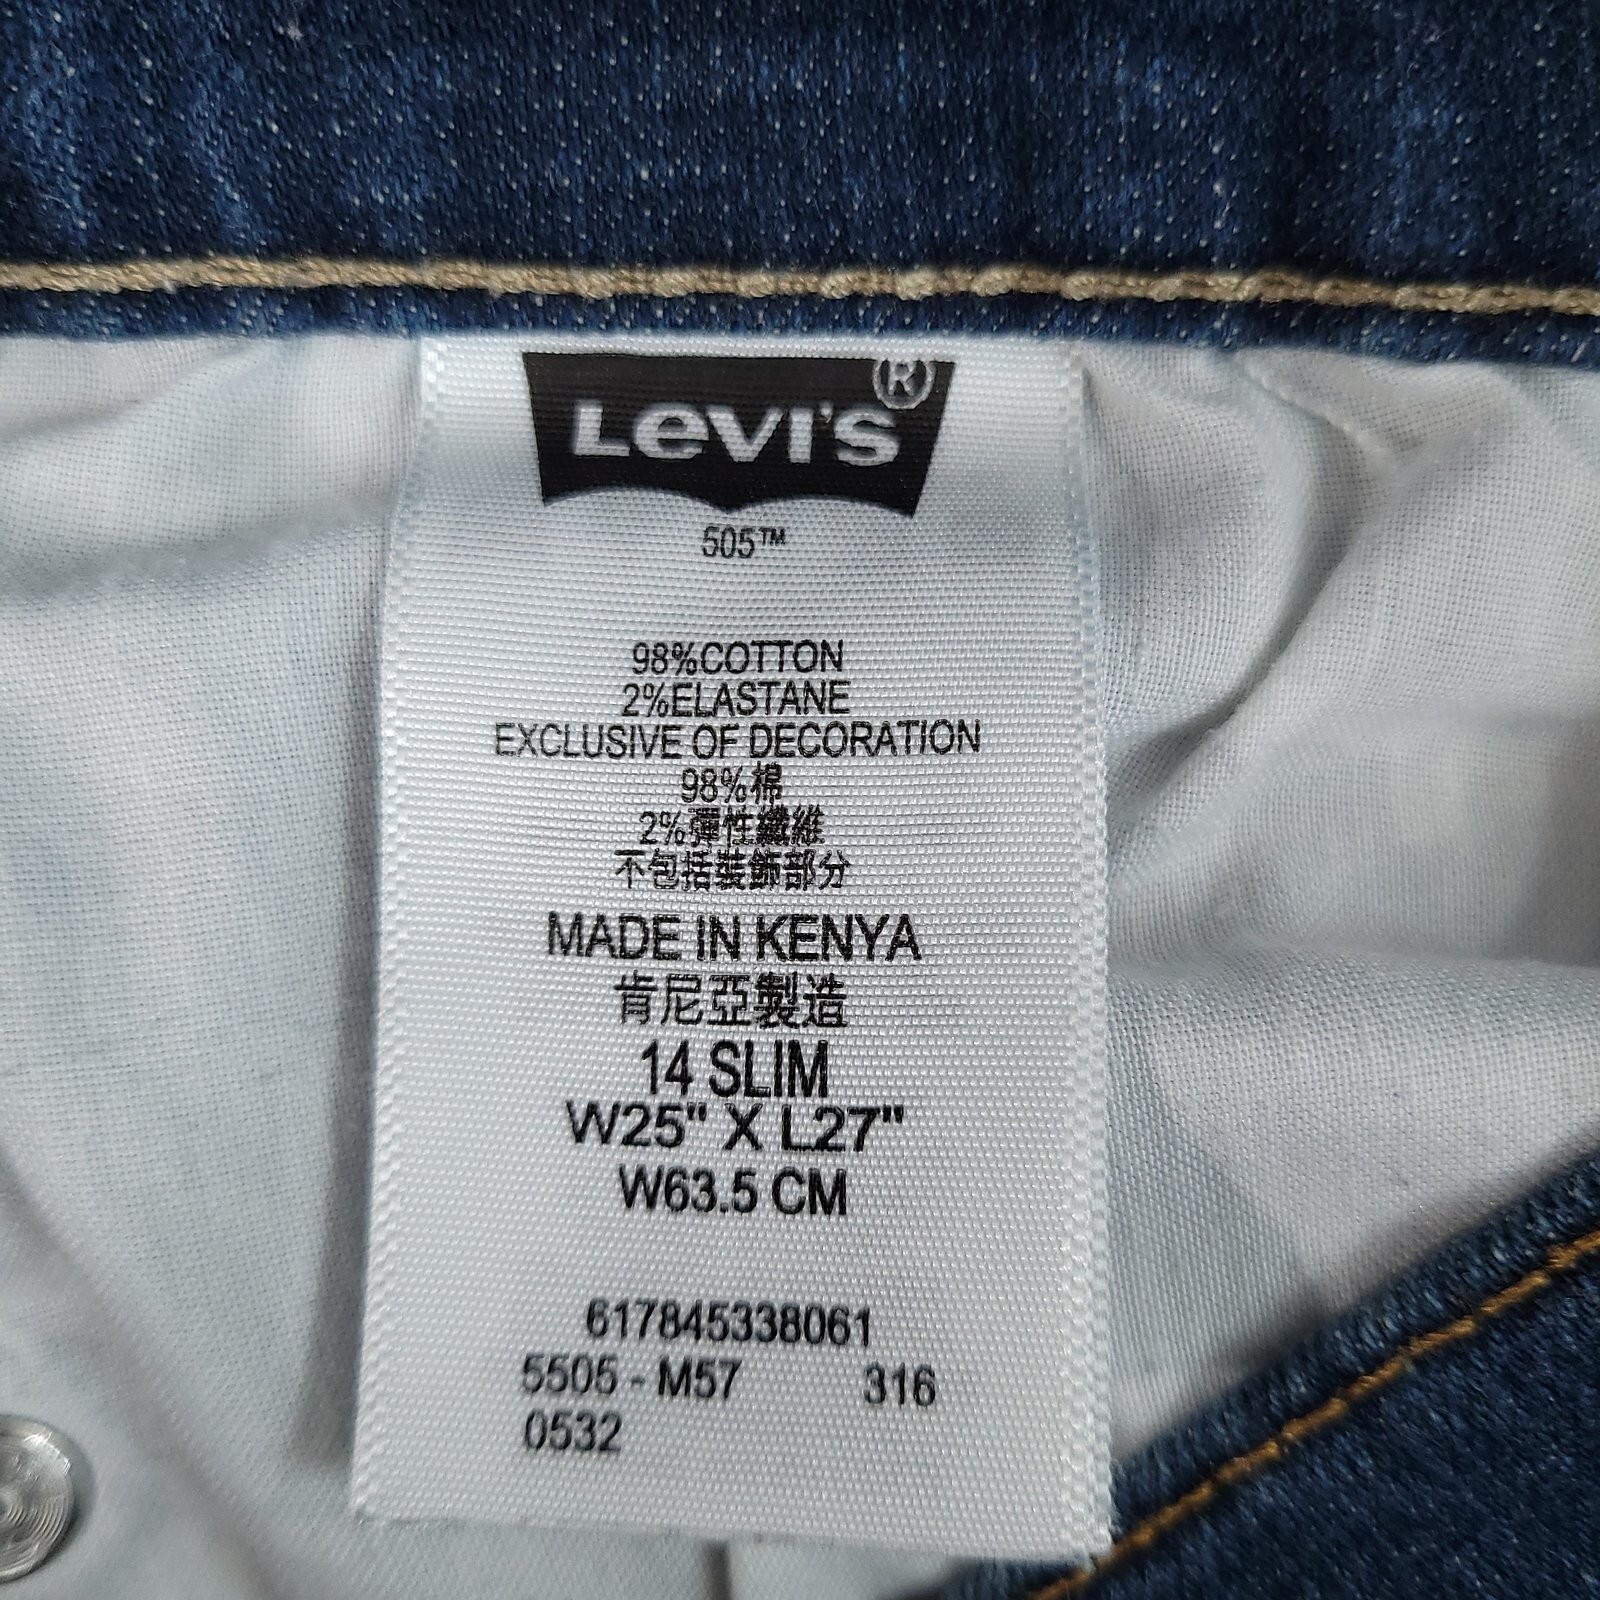 LEVI'S®
505™
98%COTTON
2%ELASTANE
EXCLUSIVE OF DECORATION
98%棉
2%彈性纖維
不包括裝飾部分
MADE IN KENYA
肯尼亞製造
14 SLIM
W25" X L27"
W63.5 CM
617845338061
5505 - M57 316
0532